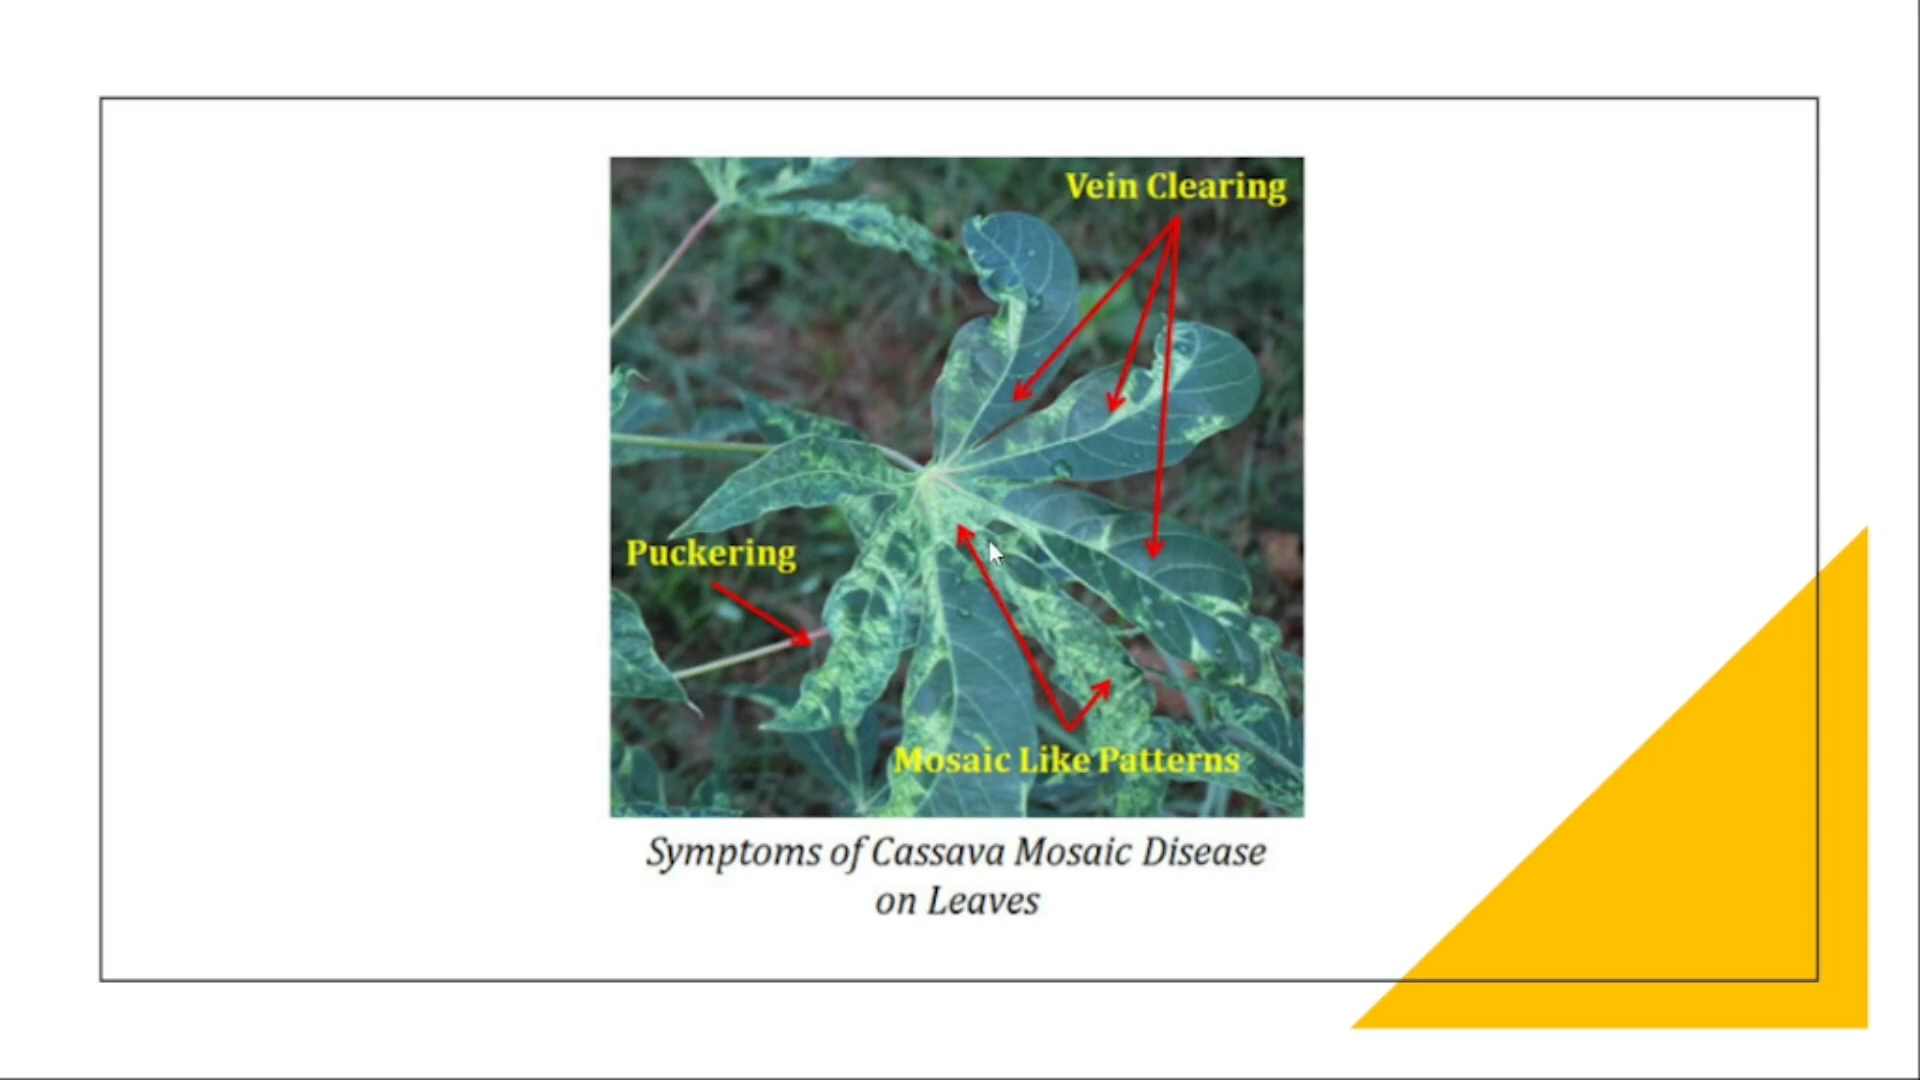 Vein Clearing
Puckering
Mosaic Like Patterns
Symptoms of Cassava Mosaic Disease
on Leaves